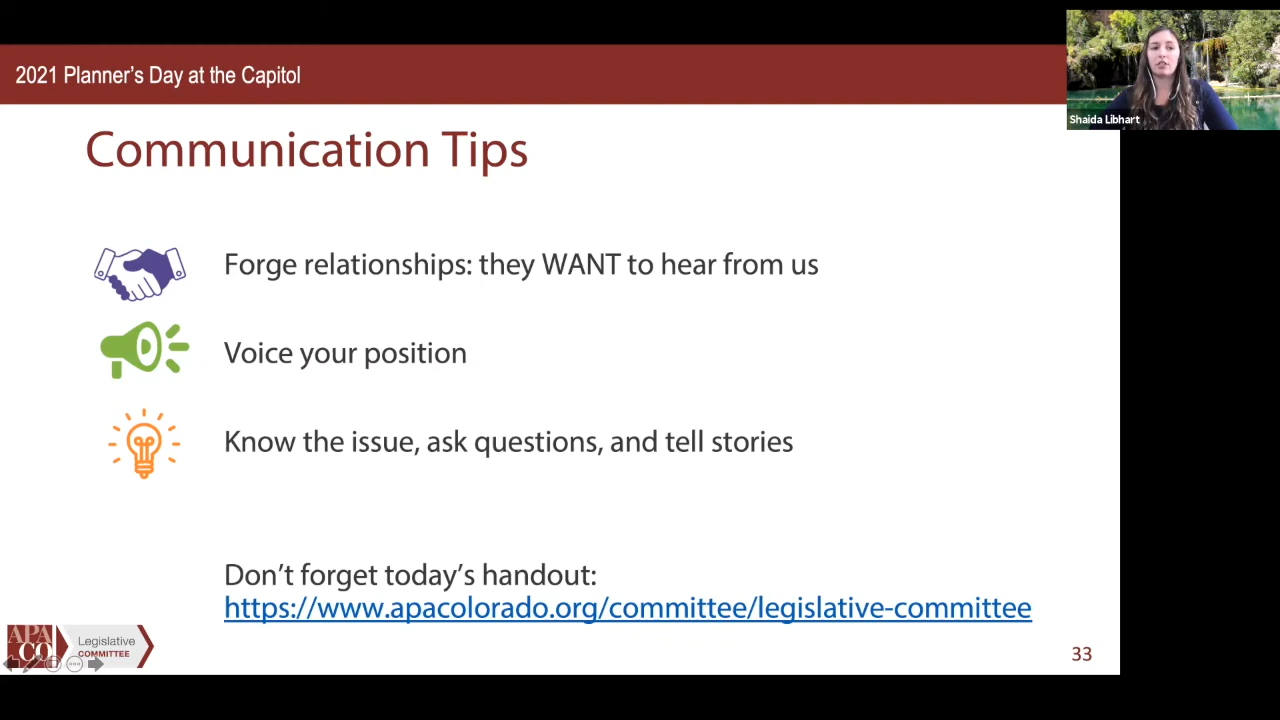 2021 Planner's Day at the Capitol
Shaida Libhart
Communication Tips
Forge relationships: they WANT to hear from us
Voice your position
Know the issue, ask questions, and tell stories
Don't forget today's handout:
https://www.apacolorado.org/committee/legislative-committee
APA
CO
Legislative
COMMITTEE
33